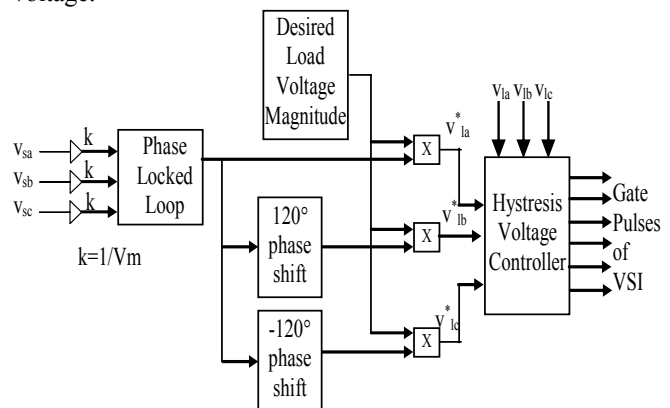 voltage.
Desired
Load
Voltage
Magnitude
v*la
vla vlb vlc
vsa k
vsb k
vsc k
Phase
Locked
Loop
k=1/Vm
X
120°
phase
shift
v*lb
X
-120°
phase
shift
v*lc
X
Hystresis
Voltage
Controller
Gate
Pulses
of
VSI